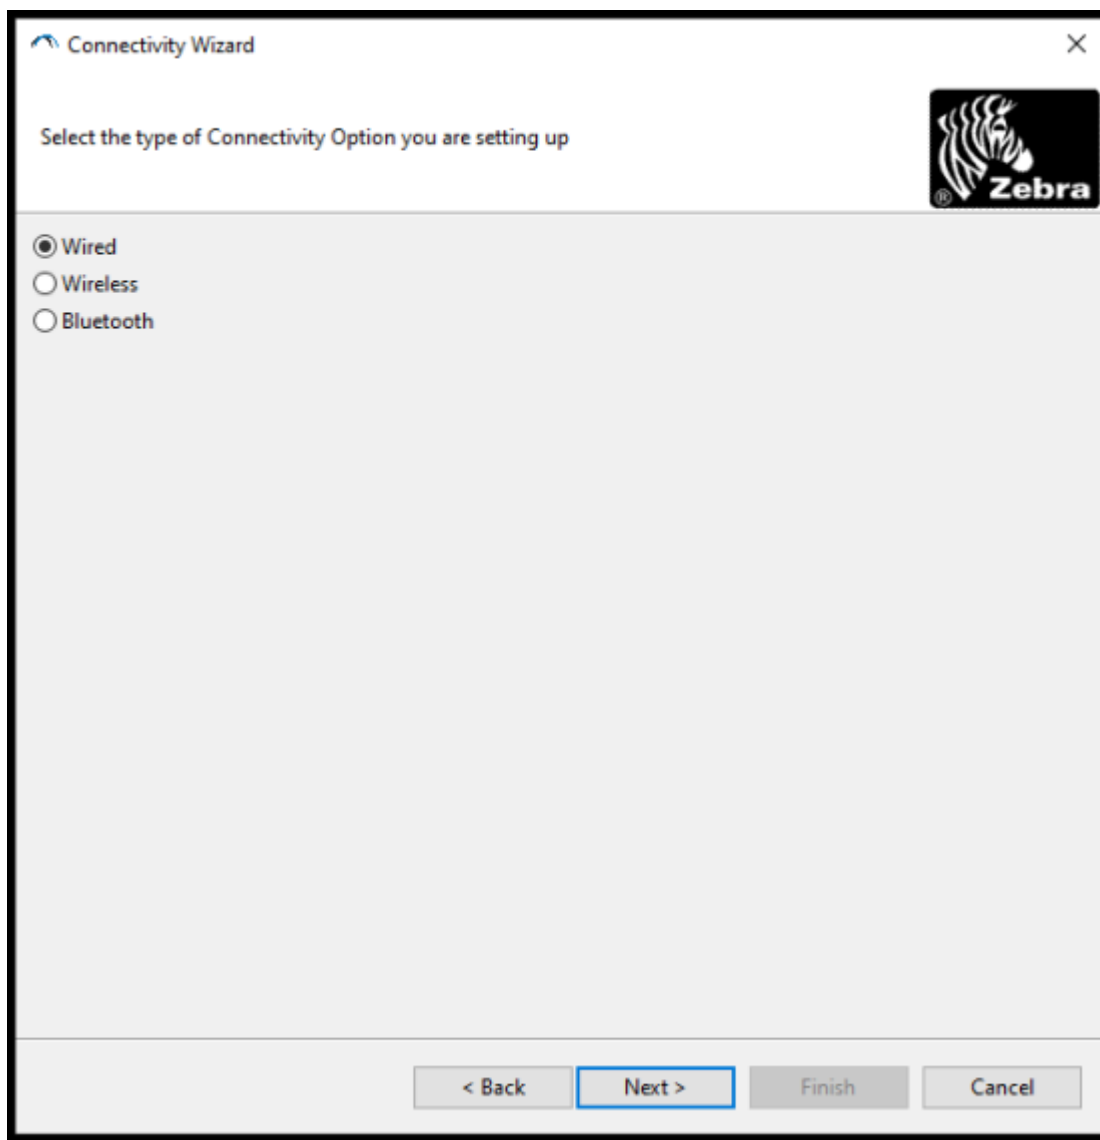 Connectivity Wizard
Select the type of Connectivity Option you are setting up
® Zebra
Wired
Wireless
Bluetooth
< Back Next > Finish Cancel